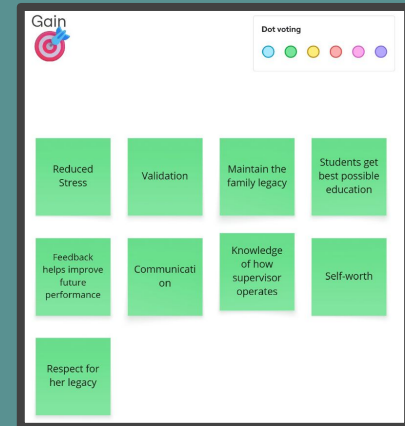 Gain
Dot voting
Reduced
Stress
Validation
Maintain the
family legacy
Students get
best possible
education
Feedback
helps improve
future
performance
Communicati
on
Knowledge
of how
supervisor
operates
Self-worth
Respect for
her legacy